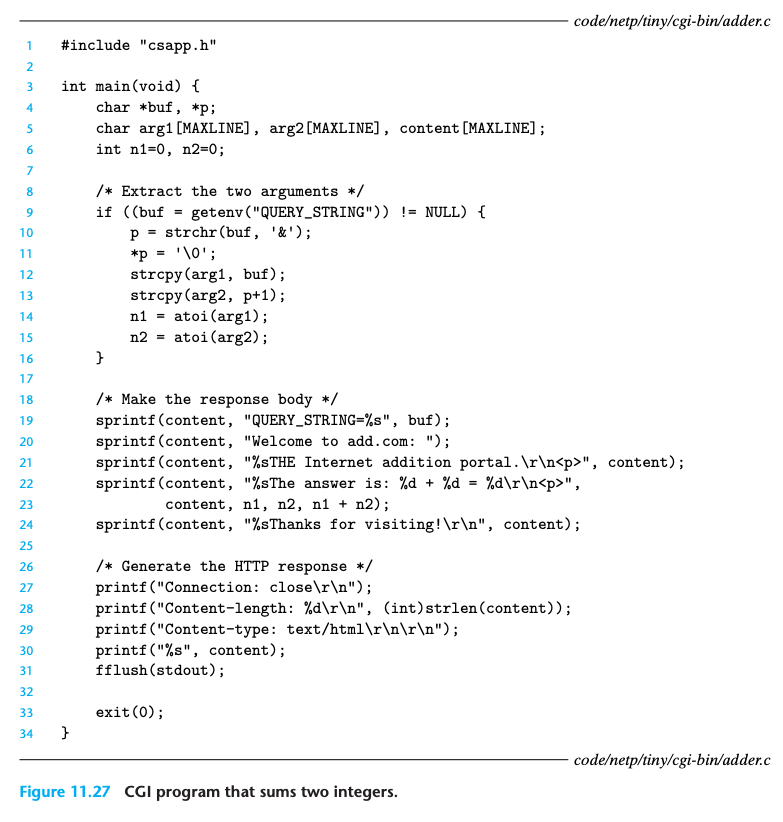 code/netp/tiny/cgi-bin/adder.c
1 #include "csapp.h"
2
3 int main(void) {
4     char *buf, *p;
5     char arg1[MAXLINE], arg2[MAXLINE], content[MAXLINE];
6     int n1=0, n2=0;
7
8     /* Extract the two arguments */
9     if ((buf = getenv("QUERY_STRING")) != NULL) {
10         p = strchr(buf, '&');
11         *p = '\0';
12         strcpy(arg1, buf);
13         strcpy(arg2, p+1);
14         n1 = atoi(arg1);
15         n2 = atoi(arg2);
16     }
17
18     /* Make the response body */
19     sprintf(content, "QUERY_STRING=%s", buf);
20     sprintf(content, "Welcome to add.com: ");
21     sprintf(content, "%sTHE Internet addition portal.\r\n<p>", content);
22     sprintf(content, "%sThe answer is: %d + %d = %d\r\n<p>",
23             content, n1, n2, n1 + n2);
24     sprintf(content, "%sThanks for visiting!\r\n", content);
25
26     /* Generate the HTTP response */
27     printf("Connection: close\r\n");
28     printf("Content-length: %d\r\n", (int)strlen(content));
29     printf("Content-type: text/html\r\n\r\n");
30     printf("%s", content);
31     fflush(stdout);
32
33     exit(0);
34 }
code/netp/tiny/cgi-bin/adder.c
Figure 11.27 CGI program that sums two integers.